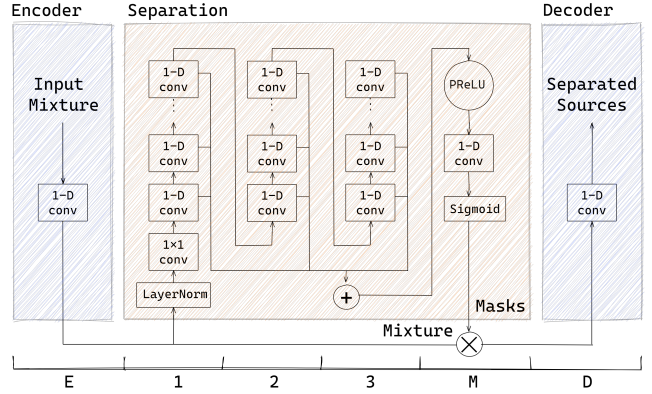 Encoder
Separation
Decoder
Input
Mixture
1-D
conv
1-D
conv
1-D
conv
1-D
conv
1×1
conv
LayerNorm
1-D
conv
1-D
conv
1-D
conv
1-D
conv
1-D
conv
1-D
conv
+
PReLU
1-D
conv
Sigmoid
Masks
Mixture
×
Separated
Sources
1-D
conv
E
1
2
3
M
D